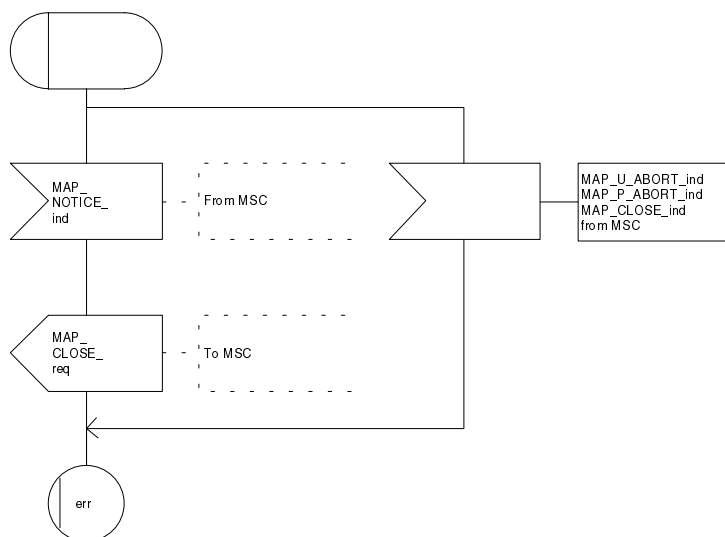 MAP_
NOTICE_
ind
From MSC
MAP_U_ABORT_ind
MAP_P_ABORT_ind
MAP_CLOSE_ind
from MSC
MAP_
CLOSE_
req
To MSC
err